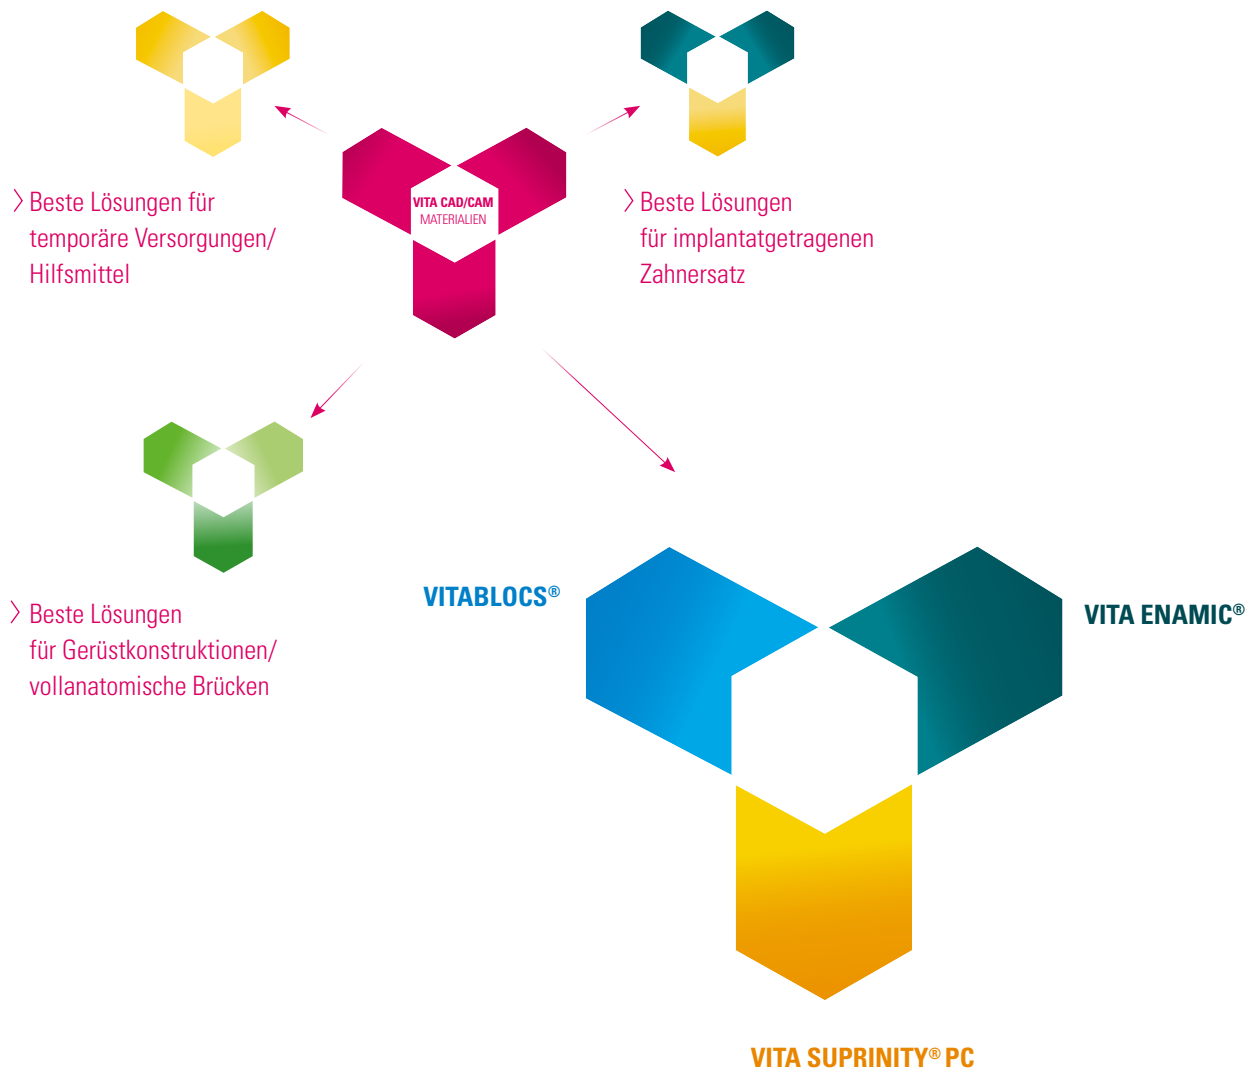 VITA CAD/CAM
MATERIALIEN
〉Beste Lösungen für
temporäre Versorgungen/
Hilfsmittel
〉Beste Lösungen
für implantatgetragenen
Zahnersatz
〉Beste Lösungen
für Gerüstkonstruktionen/
vollanatomische Brücken
VITABLOCS®
VITA ENAMIC®
VITA SUPRINITY® PC